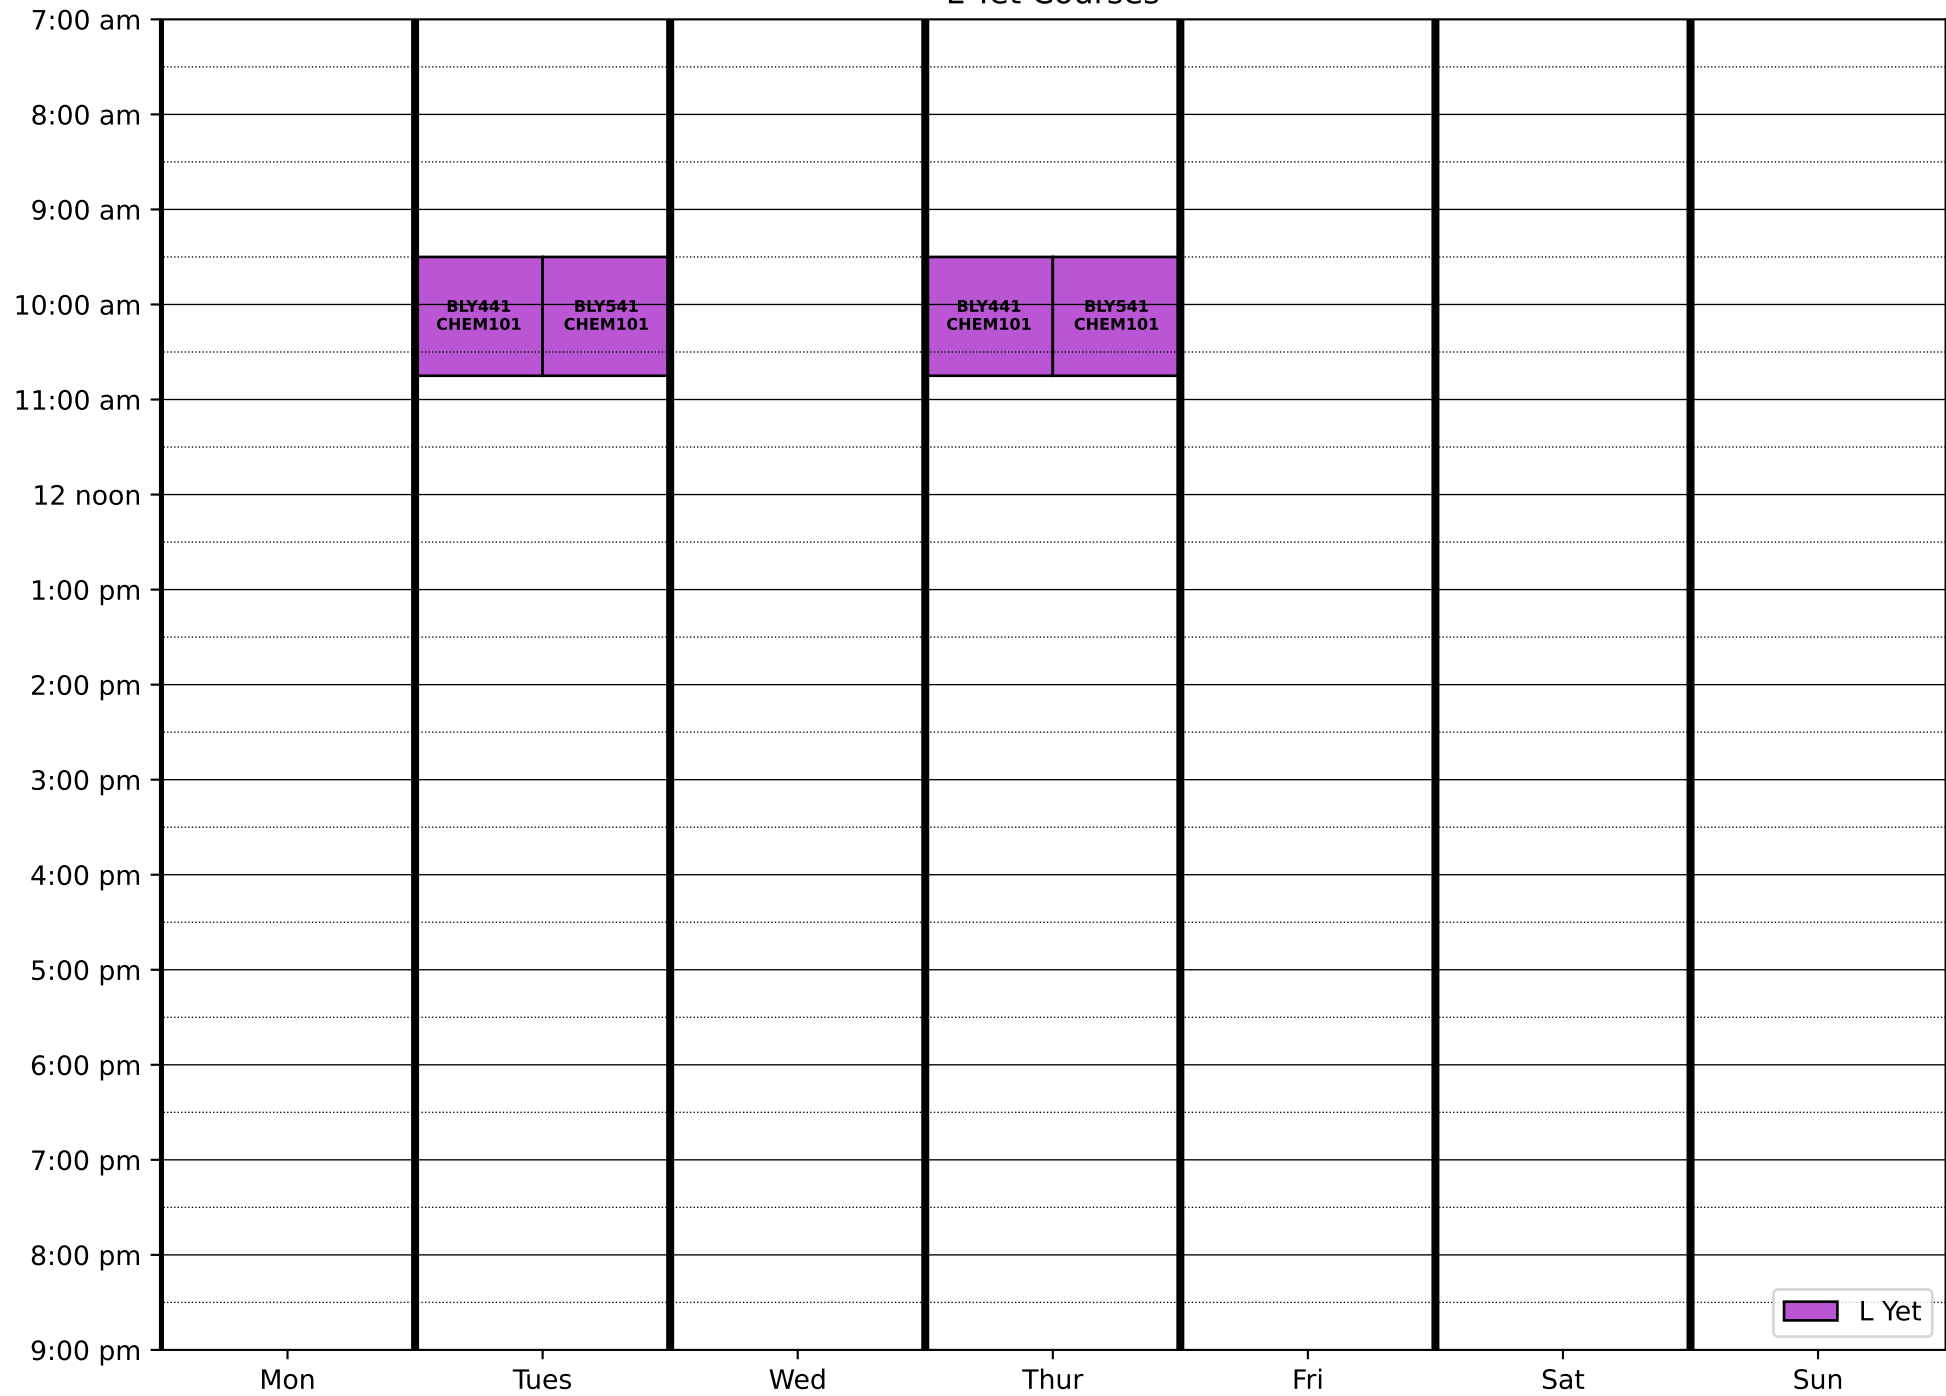 L Yet Courses
7:00 am
8:00 am
9:00 am
10:00 am
11:00 am
12 noon
1:00 pm
2:00 pm
3:00 pm
4:00 pm
5:00 pm
6:00 pm
7:00 pm
8:00 pm
9:00 pm
BLY441
CHEM101
BLY541
CHEM101
BLY441
CHEM101
BLY541
CHEM101
L Yet
Mon Tues Wed Thur Fri Sat Sun